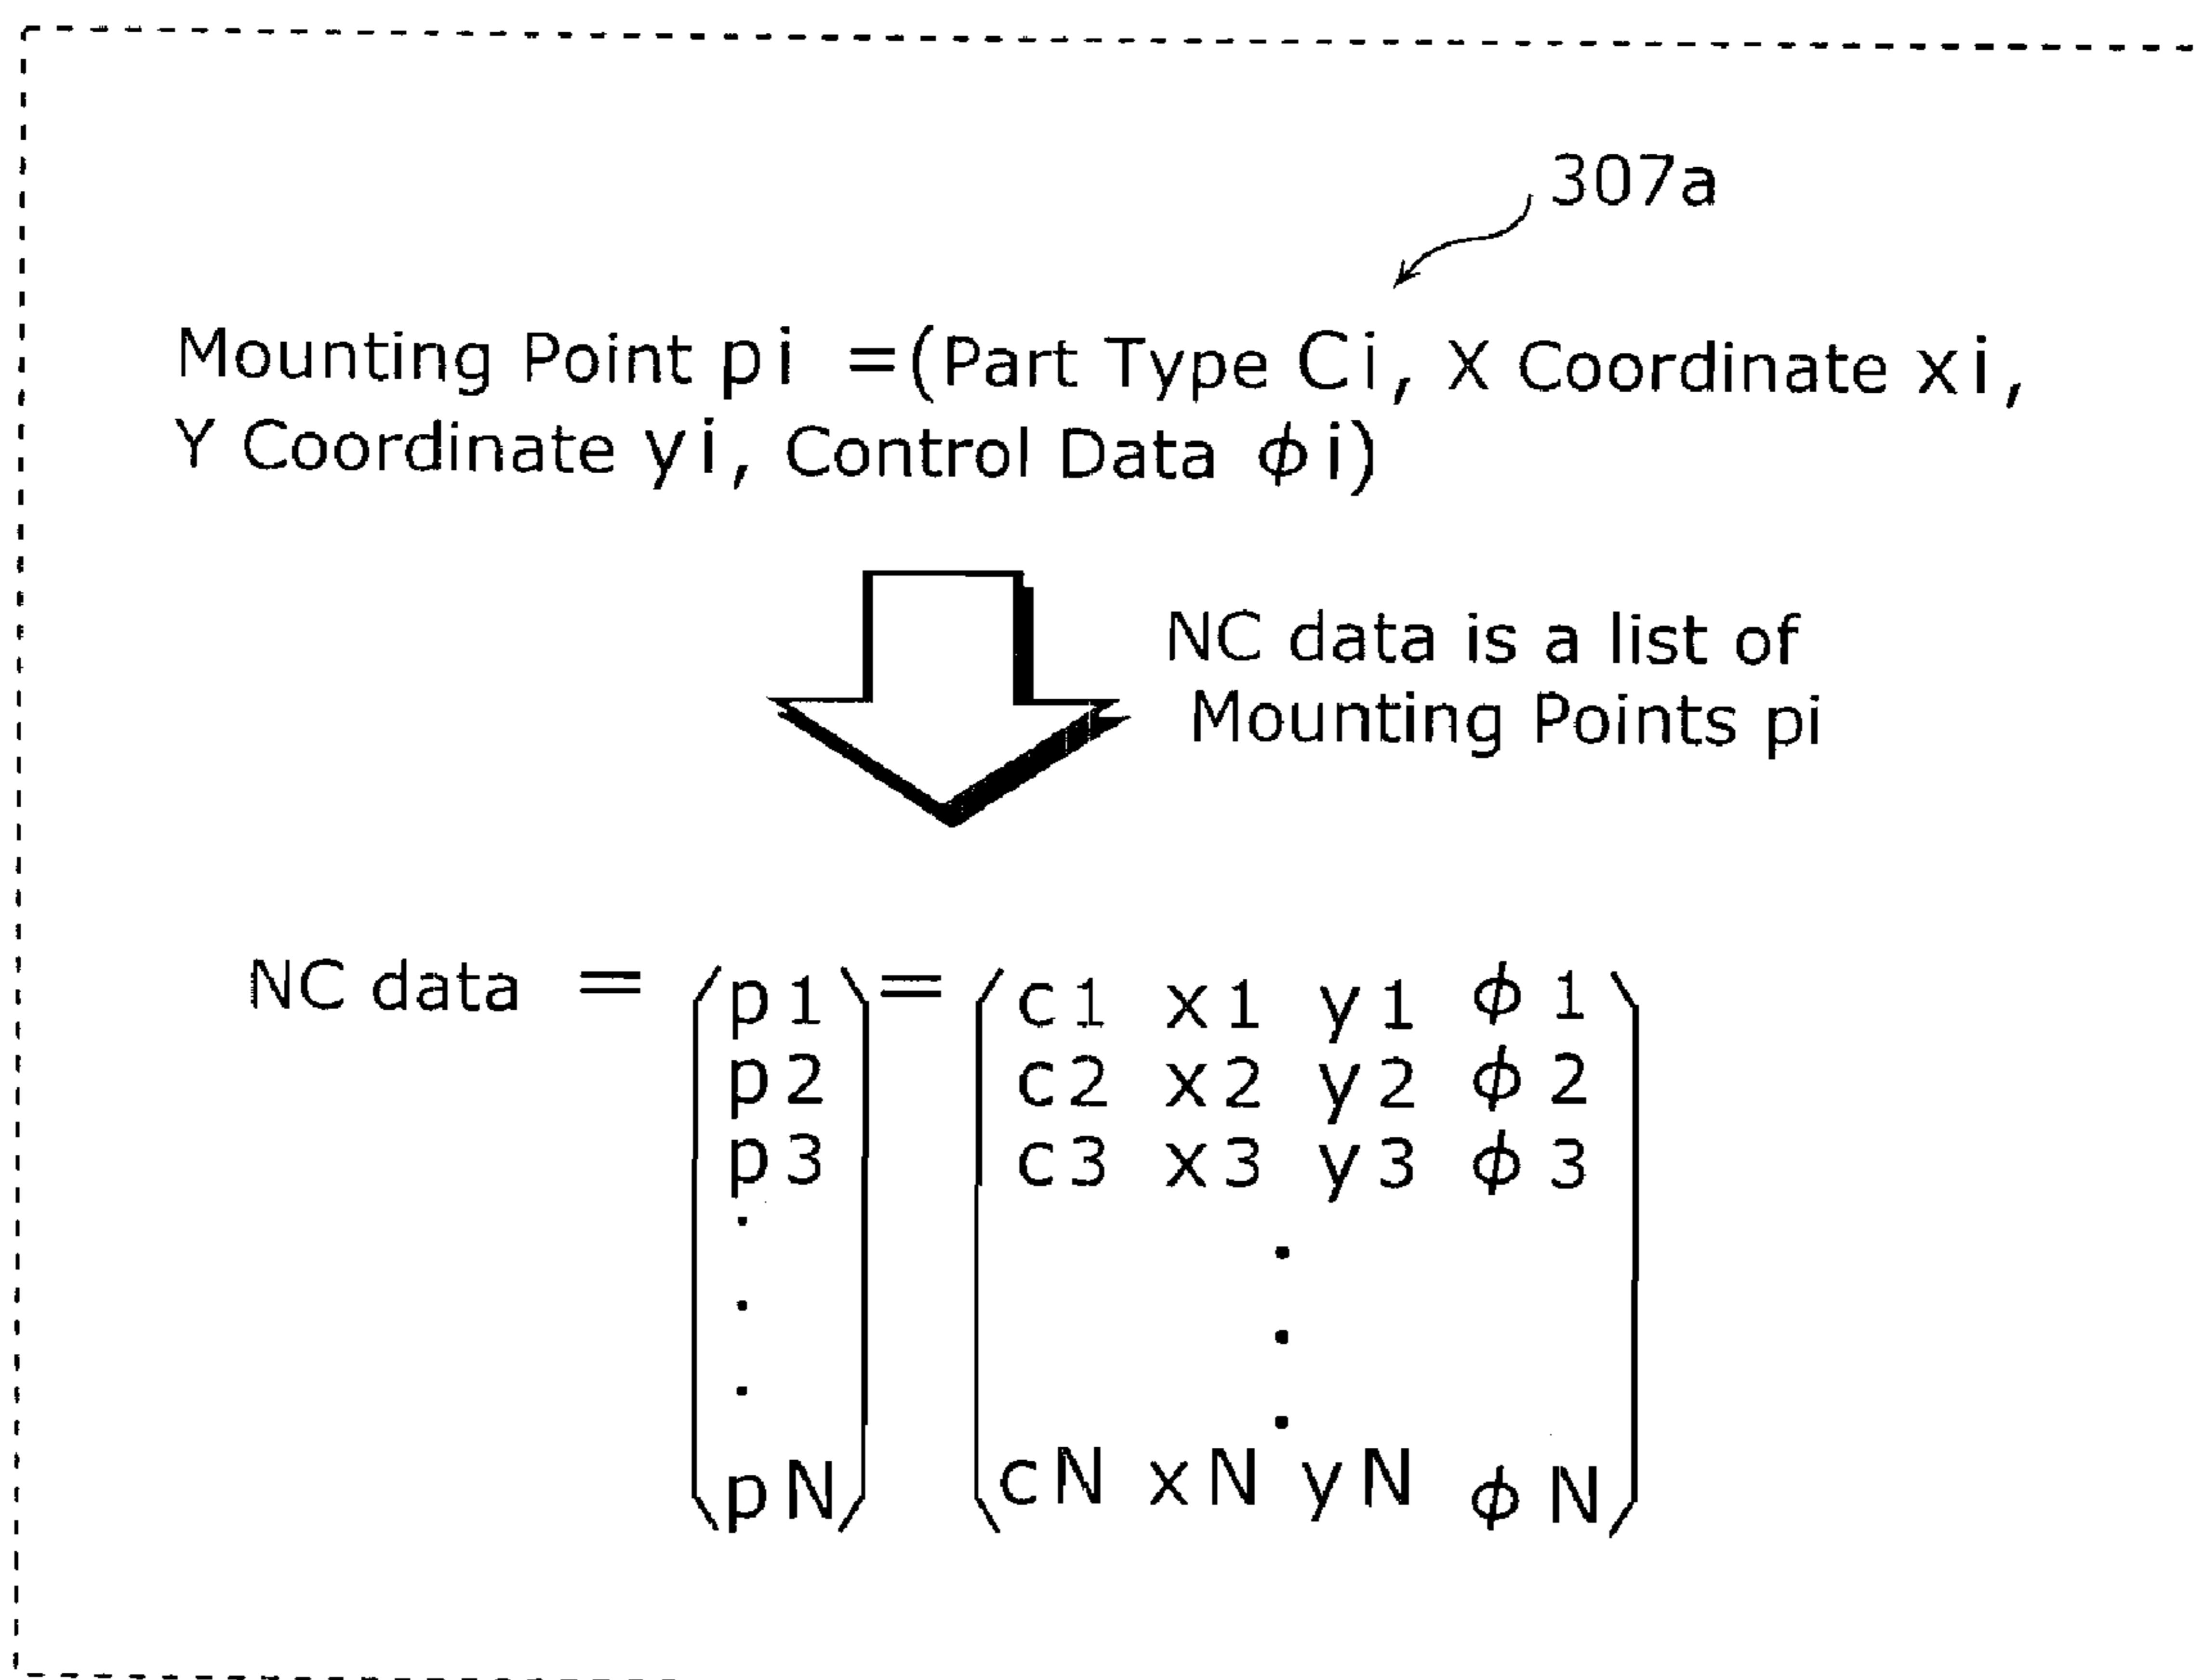 307a
Mounting Point pi =(Part Type Ci, X Coordinate xi,
Y Coordinate yi, Control Data ϕi)
NC data is a list of
Mounting Points pi
NC data = (p1) = (c1 x1 y1 ϕ1)
p2 c2 x2 y2 ϕ2
p3 c3 x3 y3 ϕ3
. .
. .
. .
pN cN xN yN ϕN